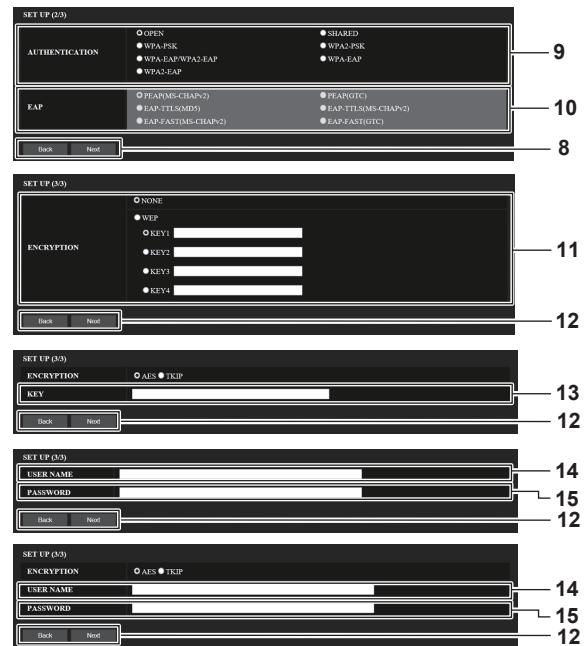 SET UP (2/3)
AUTHENTICATION
OPEN SHARED
WPA-PSK WPA2-PSK
WPA-EAP/WPA2-EAP WPA-EAP
WPA2-EAP
9
EAP
PEAP(MS-CHAPv2) PEAP(GTC)
EAP-TTLS(MD5) EAP-TTLS(MS-CHAPv2)
EAP-FAST(MS-CHAPv2) EAP-FAST(GTC)
10
Back Next 8
SET UP (3/3)
NONE
WEP
ENCRYPTION
KEY1
KEY2
KEY3
KEY4
11
Back Next 12
SET UP (3/3)
ENCRYPTION AES TKIP
KEY 13
Back Next 12
SET UP (3/3)
USER NAME 14
PASSWORD 15
Back Next 12
SET UP (3/3)
ENCRYPTION AES TKIP
USER NAME 14
PASSWORD 15
Back Next 12